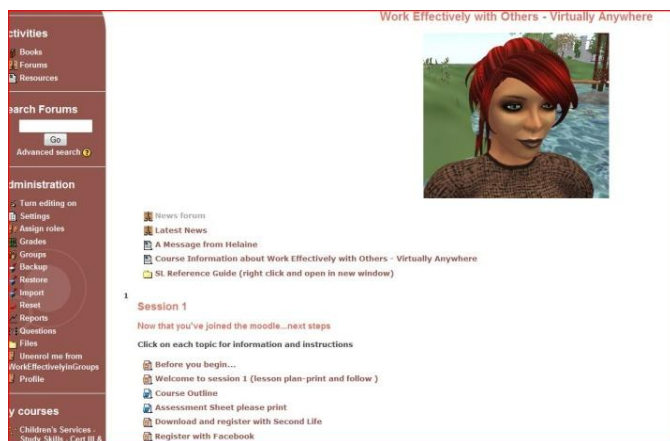 ctivities
Books
Forums
Resources
earch Forums
Go
Advanced search ?
dministration
Turn editing on
Settings
Assign roles
Grades
Groups
Backup
Restore
Import
Reset
Reports
Questions
Files
Unenrol me from
WorkEffectivelyinGroups
Profile
y courses
Children's Services -
Study Skills - Cert III &
Work Effectively with Others - Virtually Anywhere
News forum
Latest News
A Message from Helaine
Course Information about Work Effectively with Others - Virtually Anywhere
SL Reference Guide (right click and open in new window)
1
Session 1
Now that you've joined the moodle...next steps
Click on each topic for information and instructions
Before you begin...
Welcome to session 1 (lesson plan-print and follow )
Course Outline
Assessment Sheet please print
Download and register with Second Life
Register with Facebook